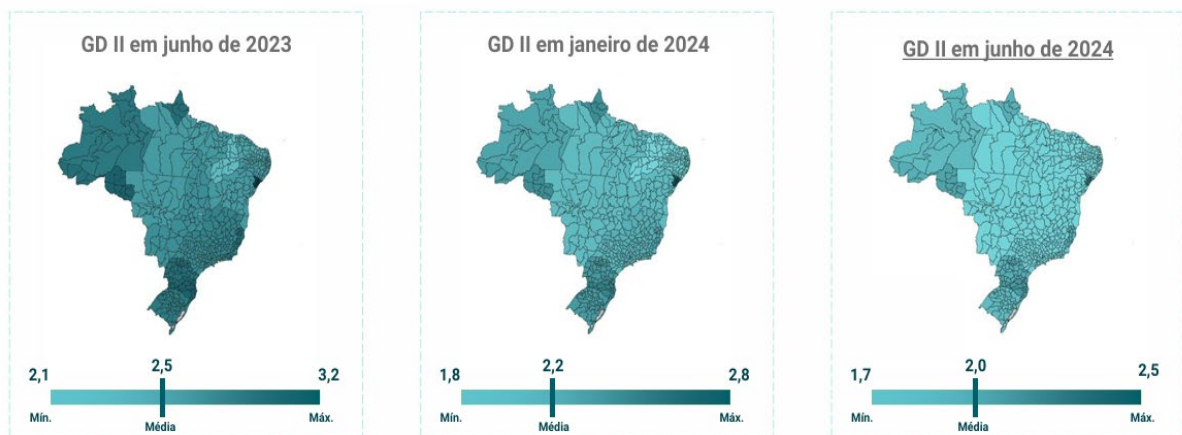 GD II em junho de 2023
2,1
2,5
3,2
Mín.
Média
Máx.
GD II em janeiro de 2024
1,8
2,2
2,8
Mín.
Média
Máx.
GD II em junho de 2024
1,7
2,0
2,5
Mín.
Média
Máx.